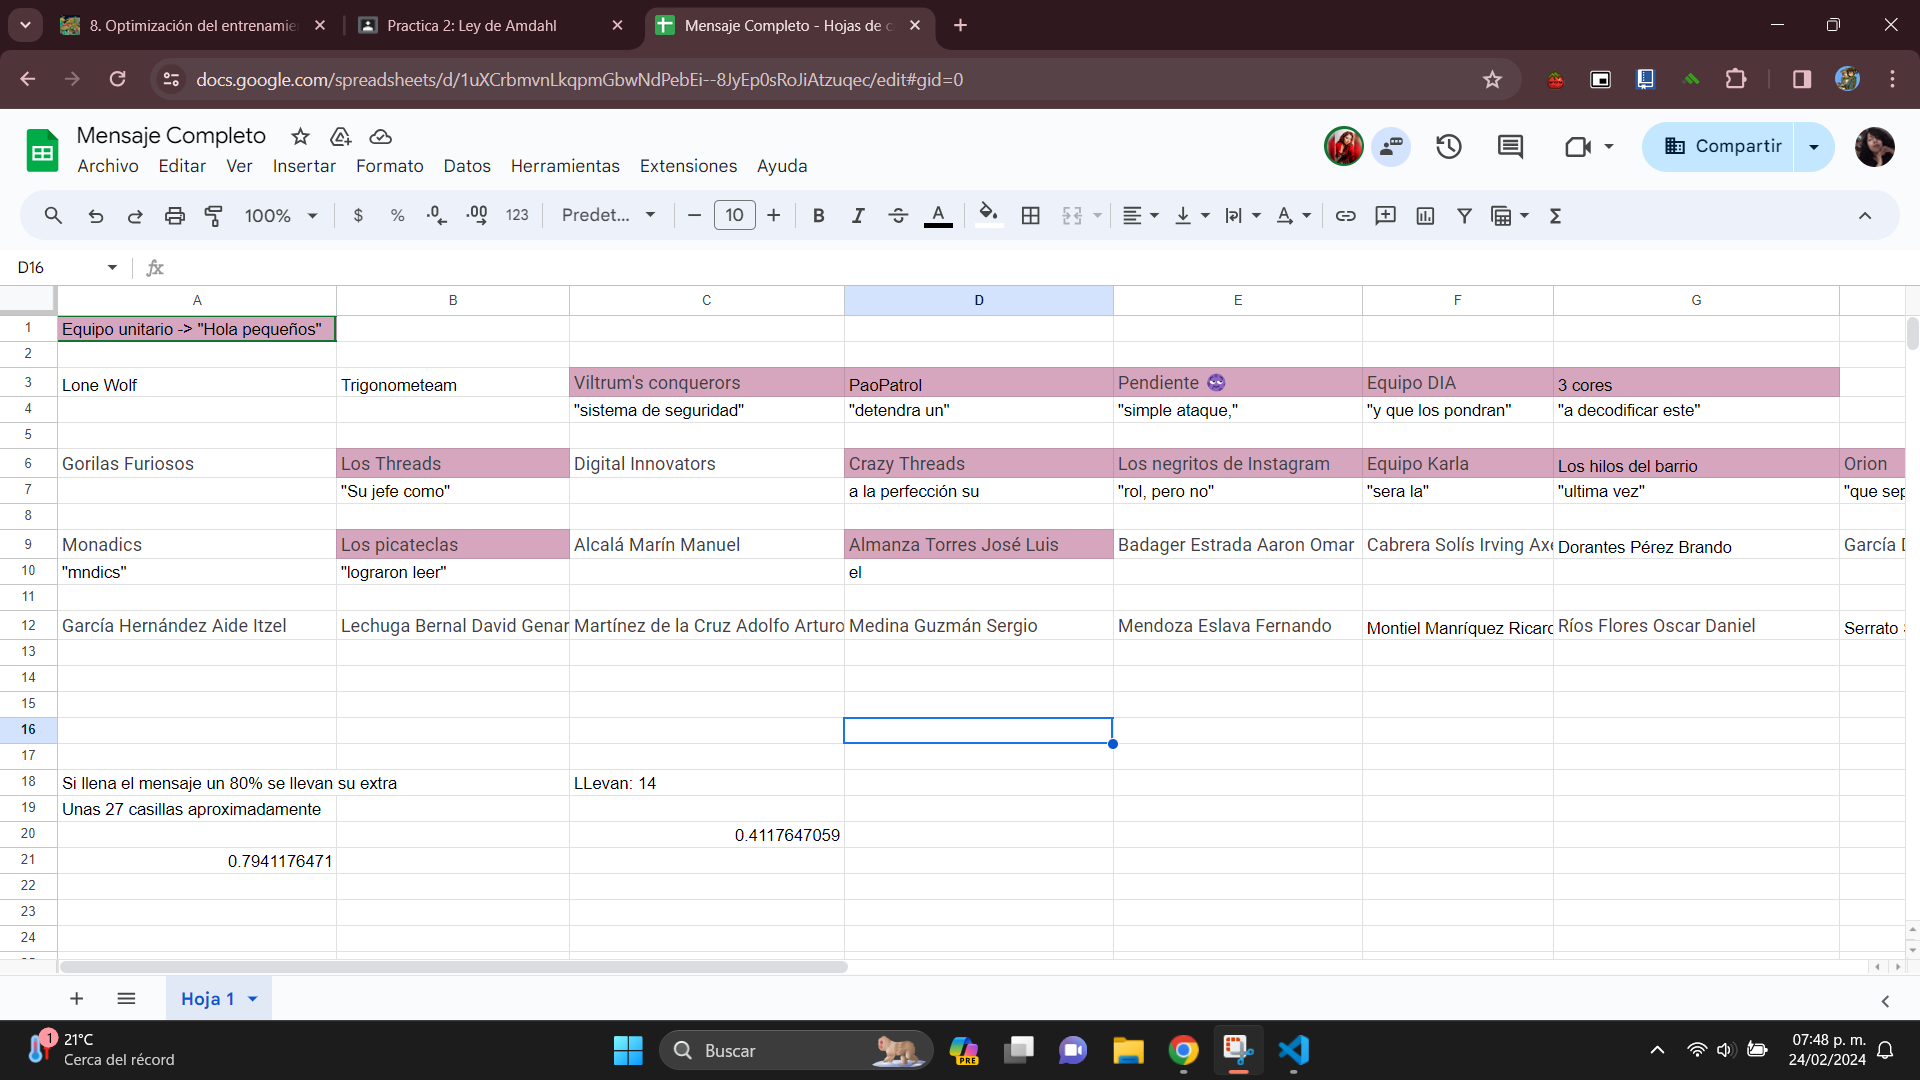 8. Optimización del entrenamie
Practica 2: Ley de Amdahl
Mensaje Completo - Hojas de c
docs.google.com/spreadsheets/d/1uXCrbmvnLkqpmGbwNdPebEi--8JyEp0sRoJiAtzuqec/edit#gid=0
Mensaje Completo
Archivo Editar Ver Insertar Formato Datos Herramientas Extensiones Ayuda
Compartir
100% $ % .0 .00 123 Predet... 10 B I S A
D16 fx
A B C D E F G
1 Equipo unitario -> "Hola pequeños"
2
3 Lone Wolf Trigonometeam Viltrum's conquerors PaoPatrol Pendiente 😈 Equipo DIA 3 cores
4 "sistema de seguridad" "detendra un" "simple ataque," "y que los pondran" "a decodificar este"
5
6 Gorilas Furiosos Los Threads Digital Innovators Crazy Threads Los negritos de Instagram Equipo Karla Los hilos del barrio Orion
7 "Su jefe como" a la perfección su "rol, pero no" "sera la" "ultima vez" "que sep
8
9 Monadics Los picateclas Alcalá Marín Manuel Almanza Torres José Luis Badager Estrada Aaron Omar Cabrera Solís Irving Axe Dorantes Pérez Brando García D
10 "mndics" "lograron leer" el
11
12 García Hernández Aide Itzel Lechuga Bernal David Genar Martínez de la Cruz Adolfo Arturo Medina Guzmán Sergio Mendoza Eslava Fernando Montiel Manríquez Ricard Ríos Flores Oscar Daniel Serrato
13
14
15
16
17
18 Si llena el mensaje un 80% se llevan su extra LLevan: 14
19 Unas 27 casillas aproximadamente
20 0.4117647059
21 0.7941176471
22
23
24
Hoja 1
1 21°C
Cerca del récord
Buscar
PRE
07:48 p. m.
24/02/2024